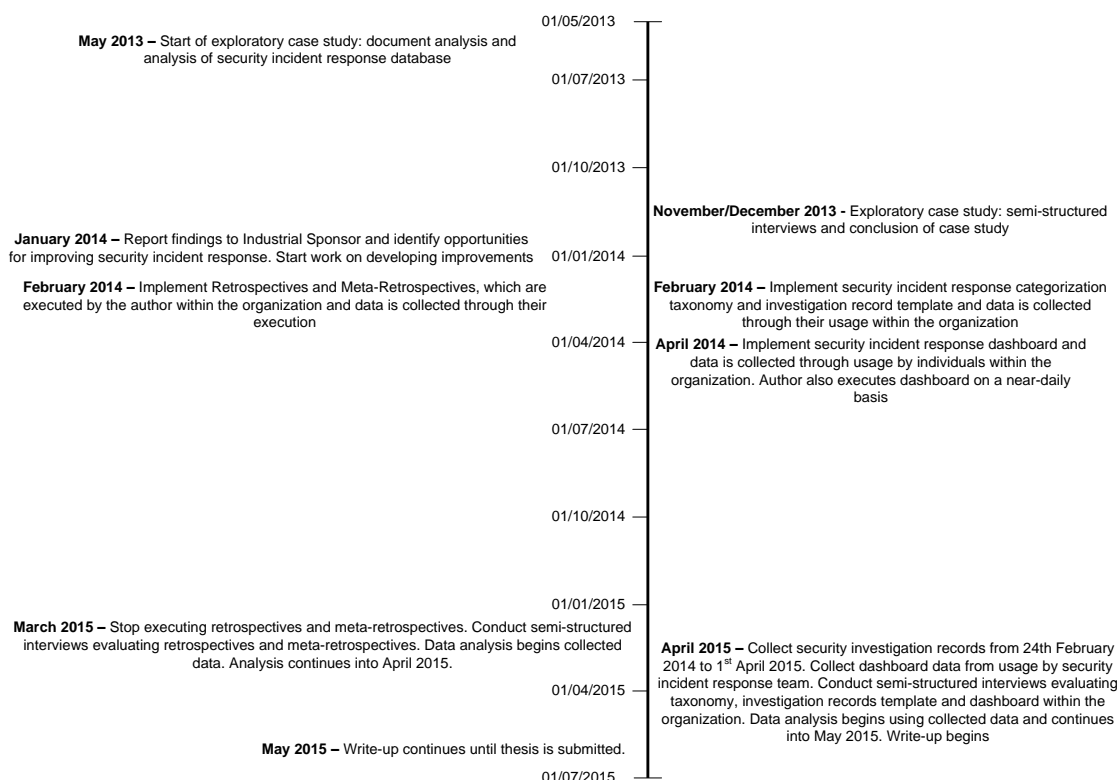 01/05/2013
May 2013 – Start of exploratory case study: document analysis and
analysis of security incident response database
01/07/2013
01/10/2013
November/December 2013 - Exploratory case study: semi-structured
interviews and conclusion of case study
January 2014 – Report findings to Industrial Sponsor and identify opportunities
for improving security incident response. Start work on developing improvements
01/01/2014
February 2014 – Implement Retrospectives and Meta-Retrospectives, which are
executed by the author within the organization and data is collected through their
execution
February 2014 – Implement security incident response categorization
taxonomy and investigation record template and data is collected
through their usage within the organization
01/04/2014
April 2014 – Implement security incident response dashboard and
data is collected through usage by individuals within the
organization. Author also executes dashboard on a near-daily
basis
01/07/2014
01/10/2014
01/01/2015
March 2015 – Stop executing retrospectives and meta-retrospectives. Conduct semi-structured
interviews evaluating retrospectives and meta-retrospectives. Data analysis begins collected
data. Analysis continues into April 2015.
April 2015 – Collect security investigation records from 24th February
2014 to 1st April 2015. Collect dashboard data from usage by security
incident response team. Conduct semi-structured interviews evaluating
taxonomy, investigation records template and dashboard within the
organization. Data analysis begins using collected data and continues
into May 2015. Write-up begins
01/04/2015
May 2015 – Write-up continues until thesis is submitted.
01/07/2015